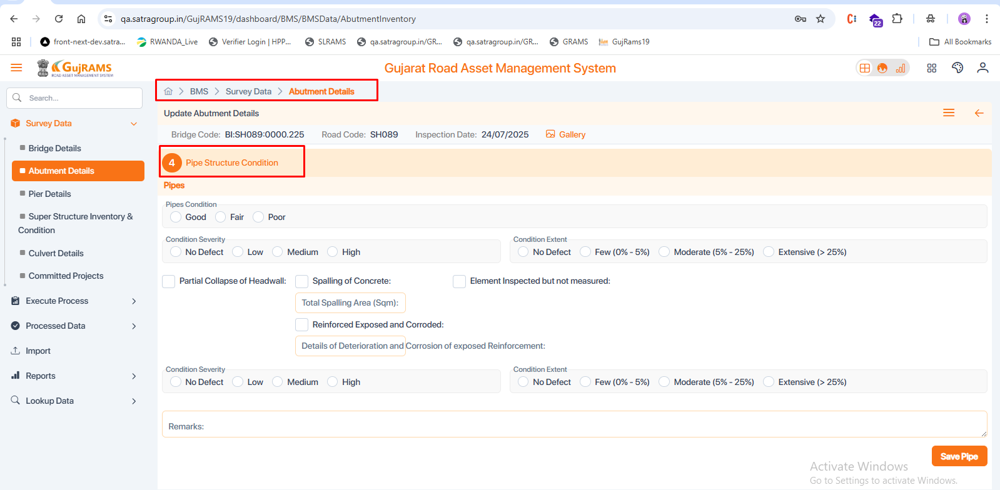 qa.satragroup.in/GujRAMS19/dashboard/BMS/BMSData/AbutmentInventory
22
front-next-dev.satra...
RWANDA_Live
Verifier Login | HPP...
SLRAMS
qa.satragroup.in/GR...
qa.satragroup.in/GR...
GRAMS
GujRams19
All Bookmarks
GujRAMS
ROAD ASSET MANAGEMENT SYSTEM
Gujarat Road Asset Management System
Search...
Survey Data
Bridge Details
Abutment Details
Pier Details
Super Structure Inventory &
Condition
Culvert Details
Committed Projects
Execute Process
Processed Data
Import
Reports
Lookup Data
BMS
Survey Data
Abutment Details
Update Abutment Details
Bridge Code: BI:SH089:0000.225 Road Code: SH089 Inspection Date: 24/07/2025 Gallery
4 Pipe Structure Condition
Pipes
Pipes Condition
Good Fair Poor
Condition Severity
No Defect Low Medium High
Condition Extent
No Defect Few (0% - 5%) Moderate (5% - 25%) Extensive (> 25%)
Partial Collapse of Headwall: Spalling of Concrete: Element Inspected but not measured:
Total Spalling Area (Sqm):
Reinforced Exposed and Corroded:
Details of Deterioration and Corrosion of exposed Reinforcement:
Condition Severity
No Defect Low Medium High
Condition Extent
No Defect Few (0% - 5%) Moderate (5% - 25%) Extensive (> 25%)
Remarks:
Save Pipe
Activate Windows
Go to Settings to activate Windows.